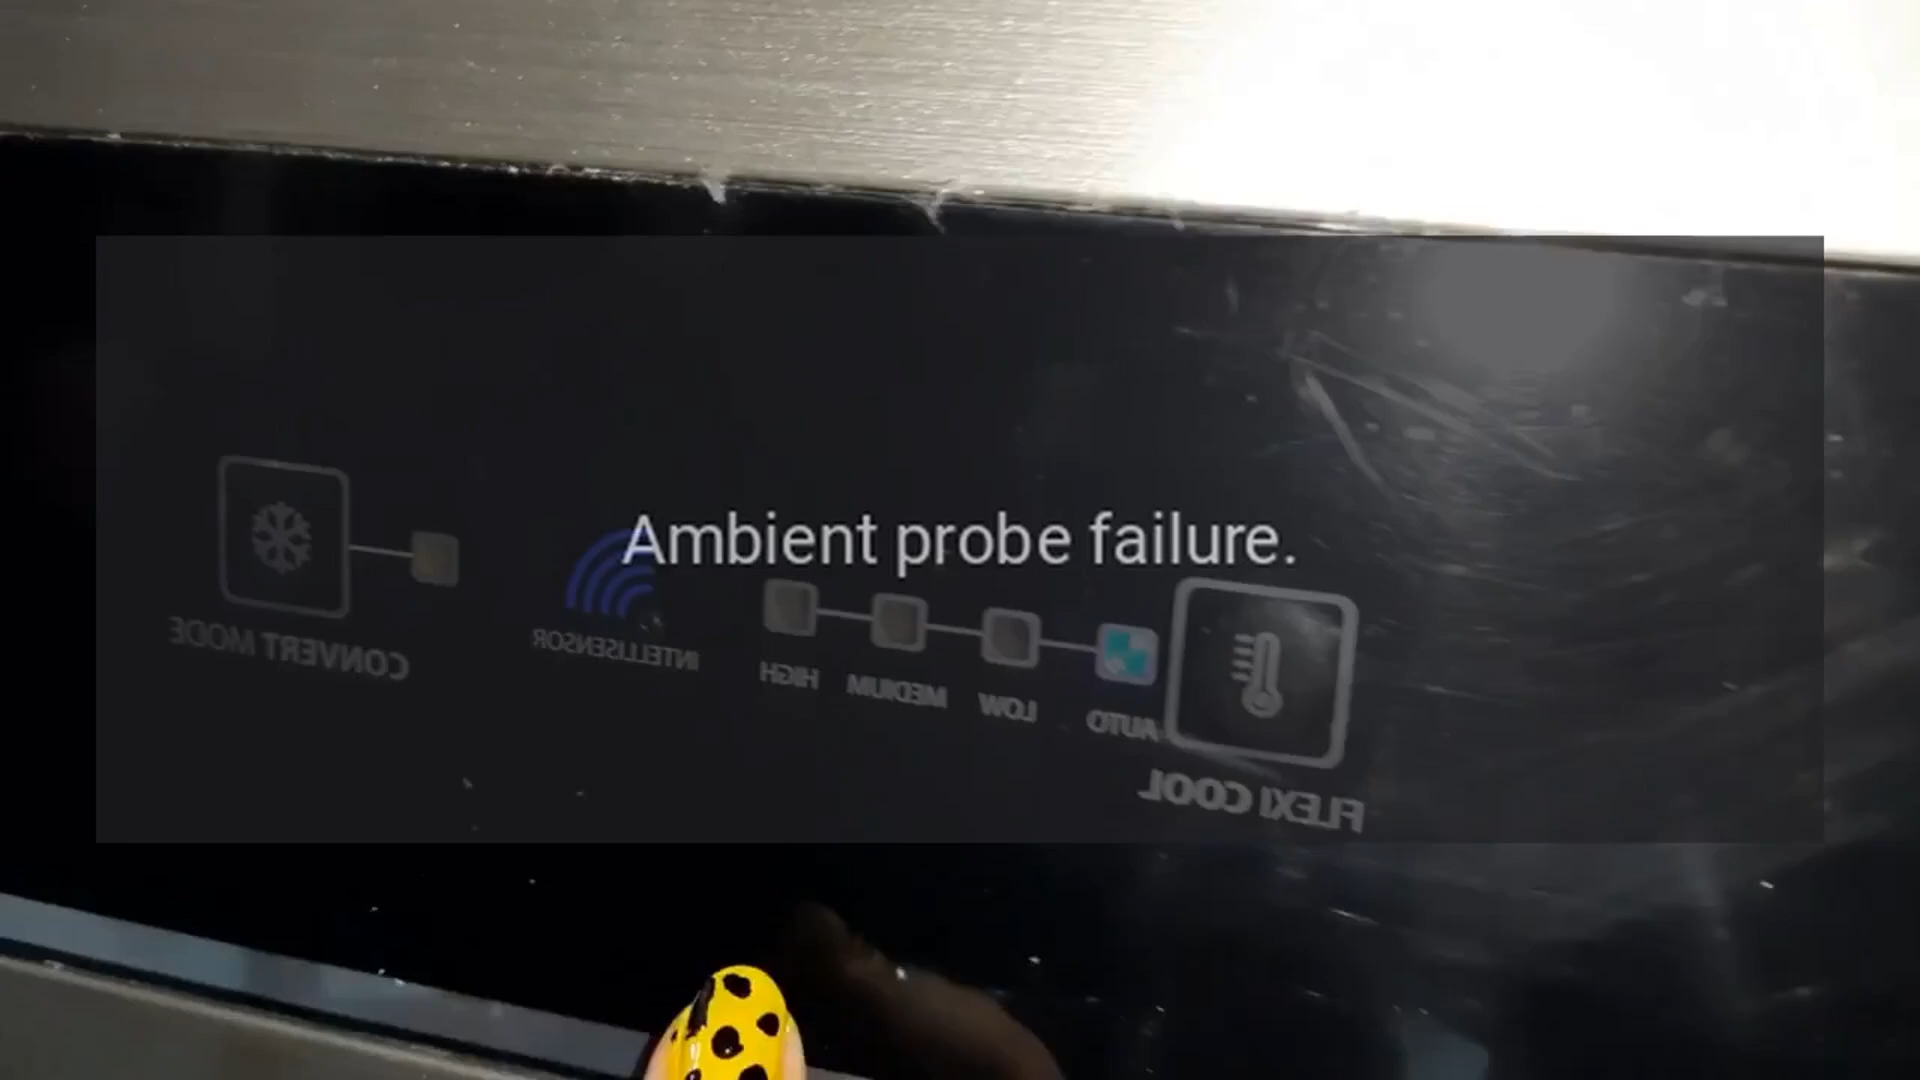 Ambient probe failure.
CONVERT MODE
INTELLISENSOR
HIGH
MEDIUM
LOW
AUTO
FLEXI COOL